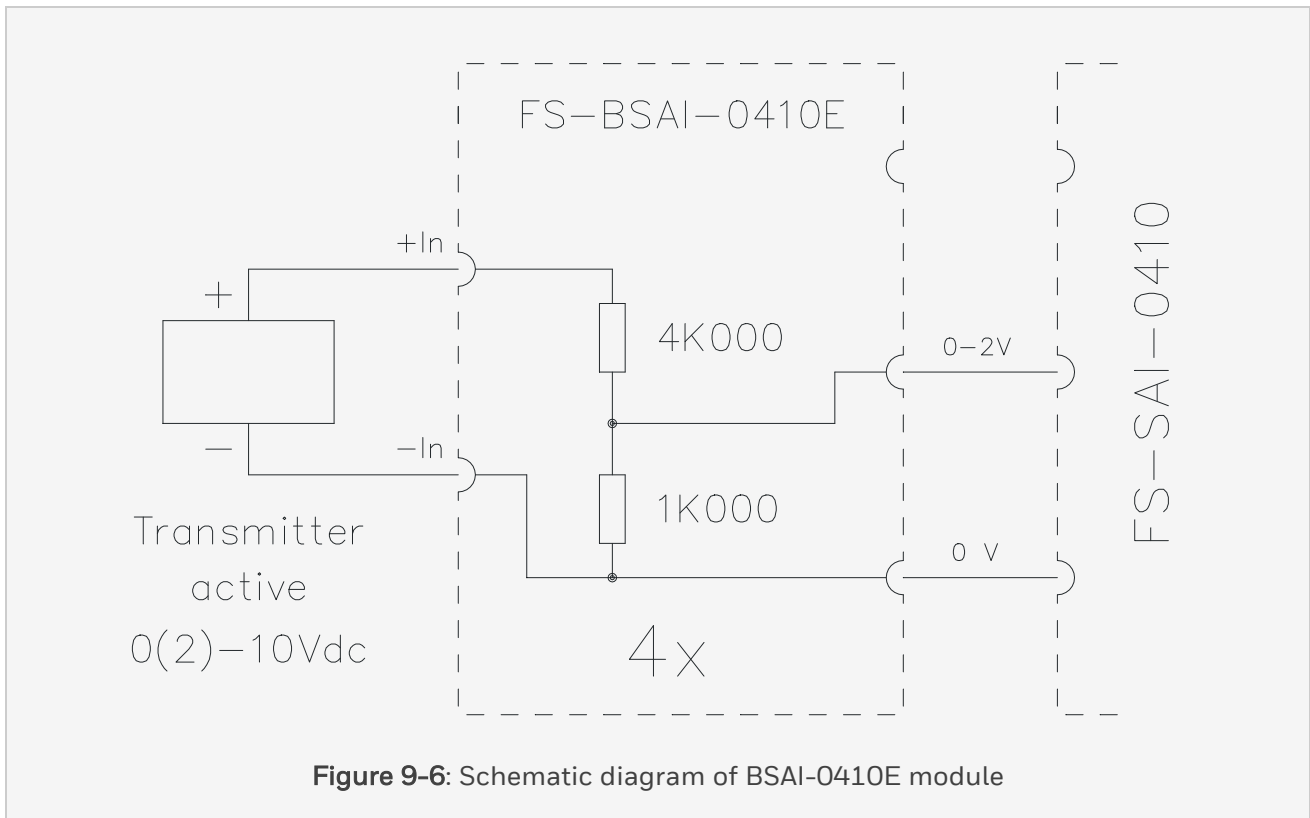 FS-BSAI-0410E
+In
+
4K000
0-2V
FS-SAI-0410
-
-In
1K000
0 V
Transmitter
active
0(2)-10Vdc
4x
Figure 9-6: Schematic diagram of BSAI-0410E module